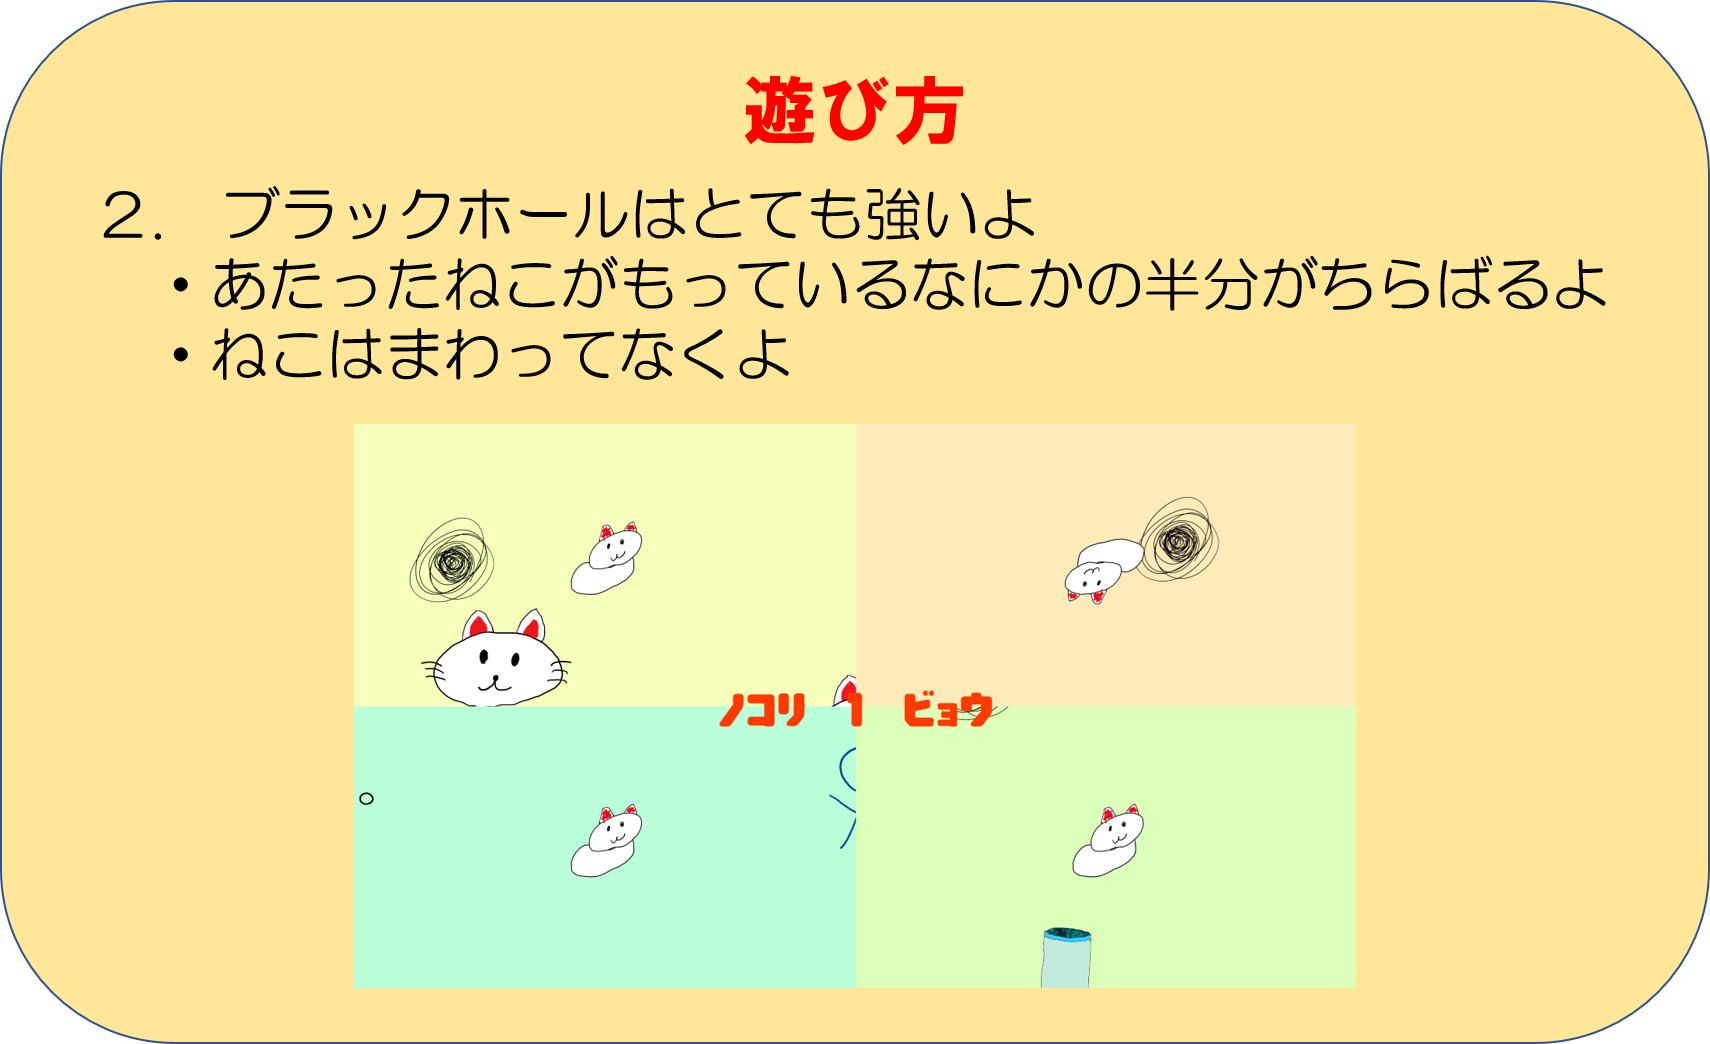 遊び方
２．　ブラックホールはとても強いよ
・あたったねこがもっているなにかの半分がちらばるよ
・ねこはまわってなくよ
ノコリ　1　ビョウ